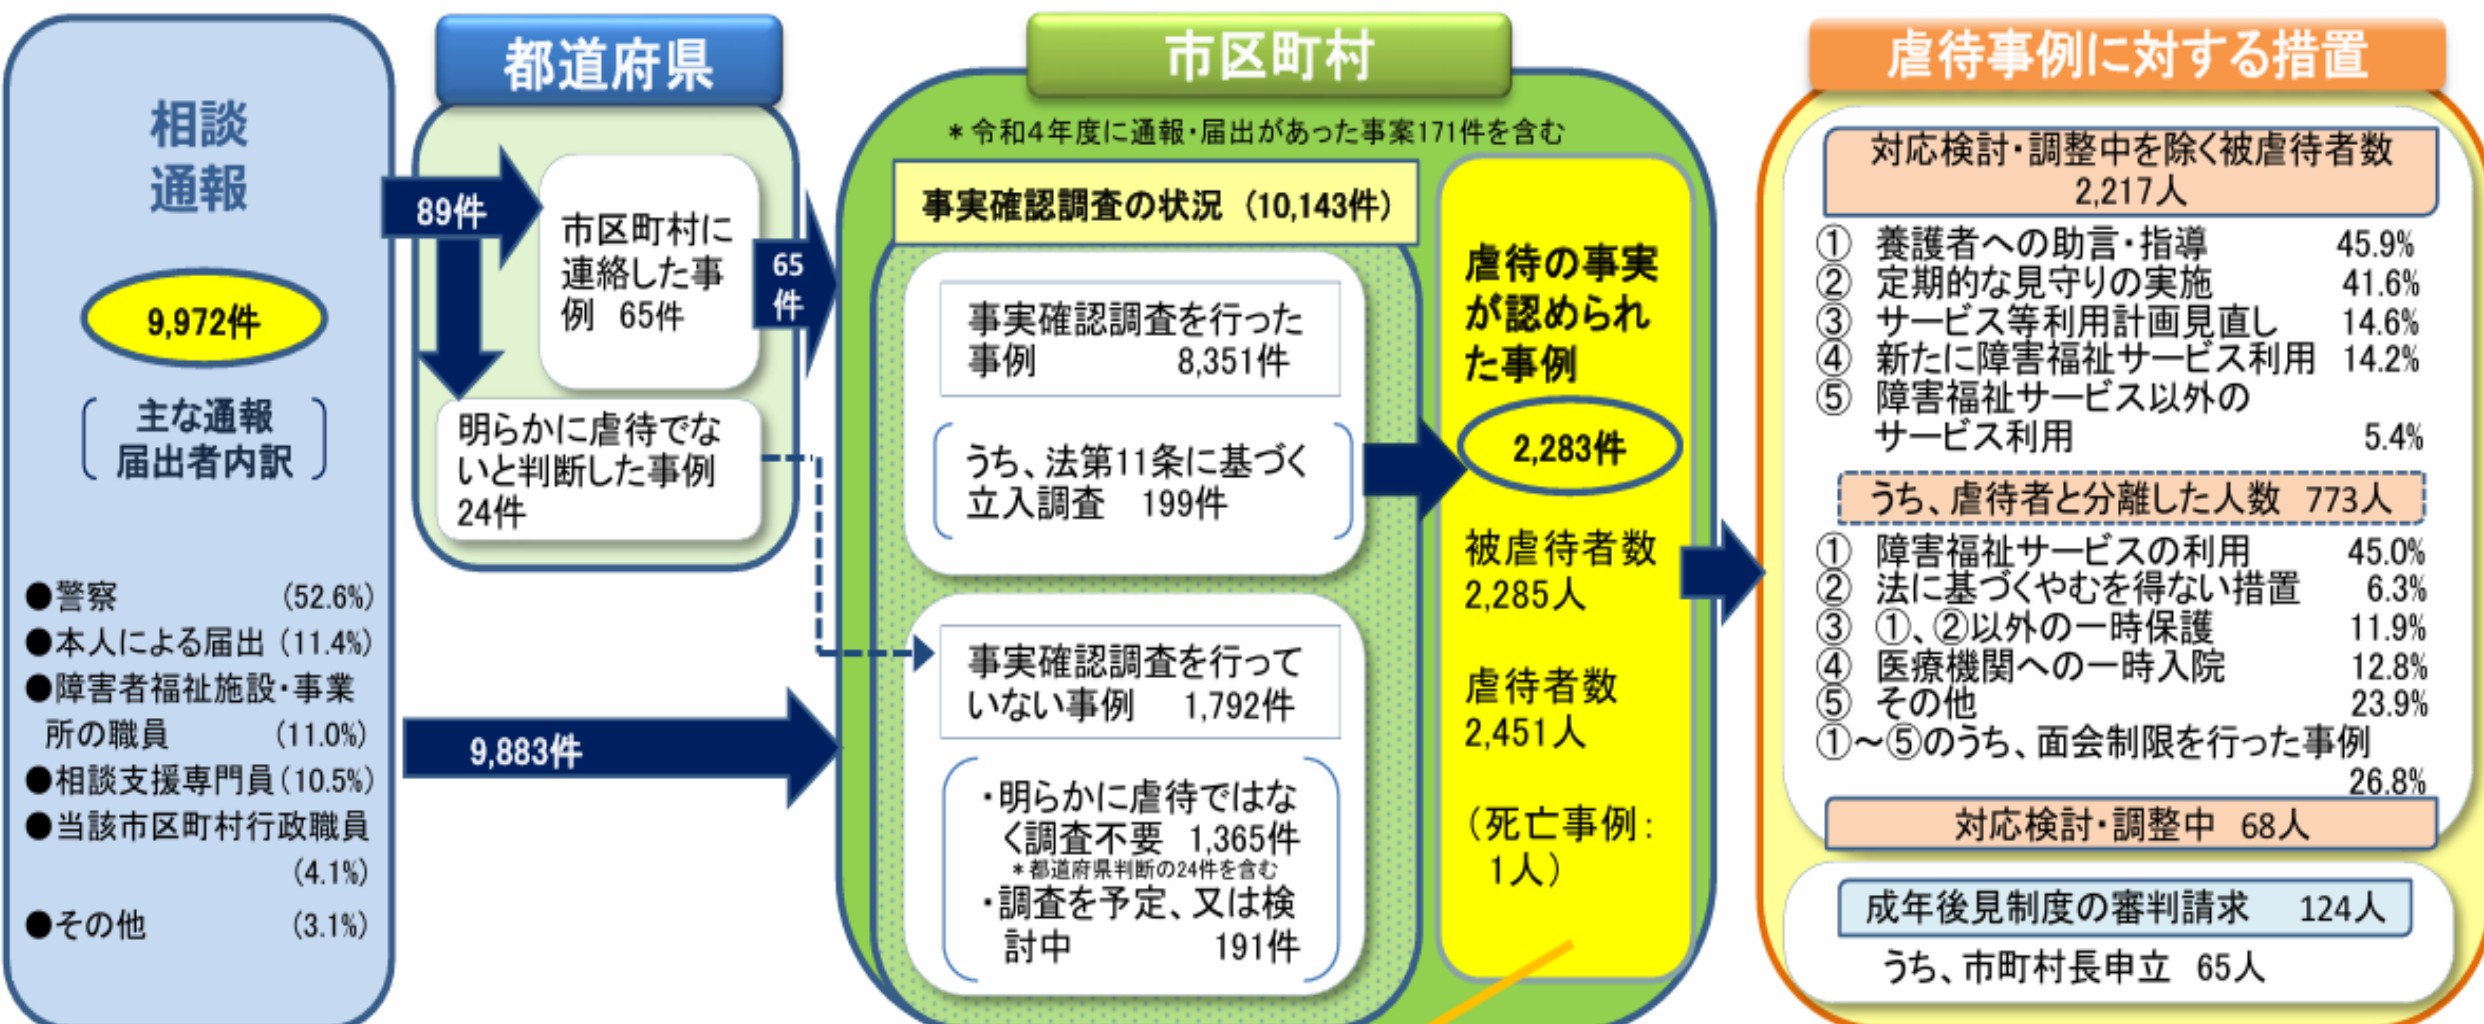 相談
通報
9,972件
主な通報
届出者内訳
●警察 (52.6%)
●本人による届出 (11.4%)
●障害者福祉施設・事業
所の職員 (11.0%)
●相談支援専門員(10.5%)
●当該市区町村行政職員
(4.1%)
●その他 (3.1%)
都道府県
89件
市区町村に
連絡した事
例 65件
明らかに虐待でな
いと判断した事例
24件
65
件
9,883件
市区町村
*令和4年度に通報・届出があった事案171件を含む
事実確認調査の状況 (10,143件)
事実確認調査を行った
事例 8,351件
うち、法第11条に基づく
立入調査 199件
事実確認調査を行って
いない事例 1,792件
・明らかに虐待ではな
く調査不要 1,365件
*都道府県判断の24件を含む
・調査を予定、又は検
討中 191件
虐待の事実
が認められ
た事例
2,283件
被虐待者数
2,285人
虐待者数
2,451人
(死亡事例:
1人)
虐待事例に対する措置
対応検討・調整中を除く被虐待者数
2,217人
① 養護者への助言・指導 45.9%
② 定期的な見守りの実施 41.6%
③ サービス等利用計画見直し 14.6%
④ 新たに障害福祉サービス利用 14.2%
⑤ 障害福祉サービス以外の
サービス利用 5.4%
うち、虐待者と分離した人数 773人
① 障害福祉サービスの利用 45.0%
② 法に基づくやむを得ない措置 6.3%
③ ①、②以外の一時保護 11.9%
④ 医療機関への一時入院 12.8%
⑤ その他 23.9%
①~⑤のうち、面会制限を行った事例
26.8%
対応検討・調整中 68人
成年後見制度の審判請求 124人
うち、市町村長申立 65人